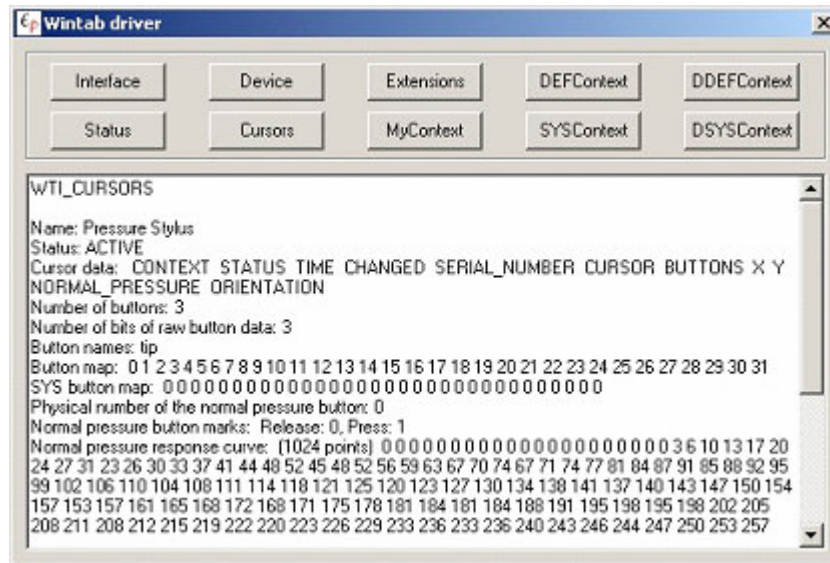 Wintab driver
Interface Device Extensions DEFContext DDEFContext
Status Cursors MyContext SYSContext DSYSContext
WTI_CURSORS
Name: Pressure Stylus
Status: ACTIVE
Cursor data: CONTEXT STATUS TIME CHANGED SERIAL_NUMBER CURSOR BUTTONS X Y
NORMAL_PRESSURE ORIENTATION
Number of buttons: 3
Number of bits of raw button data: 3
Button names: tip
Button map: 0 1 2 3 4 5 6 7 8 9 10 11 12 13 14 15 16 17 18 19 20 21 22 23 24 25 26 27 28 29 30 31
SYS button map: 0 0 0 0 0 0 0 0 0 0 0 0 0 0 0 0 0 0 0 0 0 0 0 0 0 0 0 0 0 0 0 0
Physical number of the normal pressure button: 0
Normal pressure button marks: Release: 0, Press: 1
Normal pressure response curve: (1024 points) 0 0 0 0 0 0 0 0 0 0 0 0 0 0 0 0 0 0 0 0 0 3 6 10 13 17 20
24 27 31 23 26 30 33 37 41 44 48 52 45 48 52 56 59 63 67 70 74 67 71 74 77 81 84 87 91 85 88 92 95
99 102 106 110 104 108 111 114 118 121 125 120 123 127 130 134 138 141 137 140 143 147 150 154
157 153 157 161 165 168 172 168 171 175 178 181 184 181 184 188 191 195 198 195 198 202 205
208 211 208 212 215 219 222 220 223 226 229 233 236 233 236 240 243 246 244 247 250 253 257